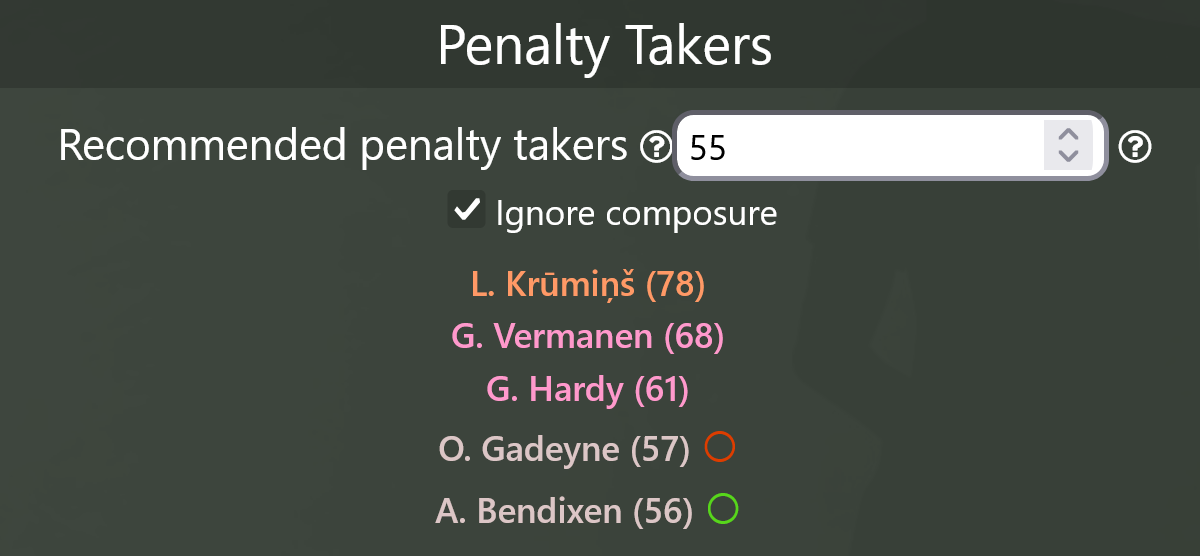 Penalty Takers
Recommended penalty takers ? 55 ?
Ignore composure
L. Krūmiņš (78)
G. Vermanen (68)
G. Hardy (61)
O. Gadeyne (57)
A. Bendixen (56)